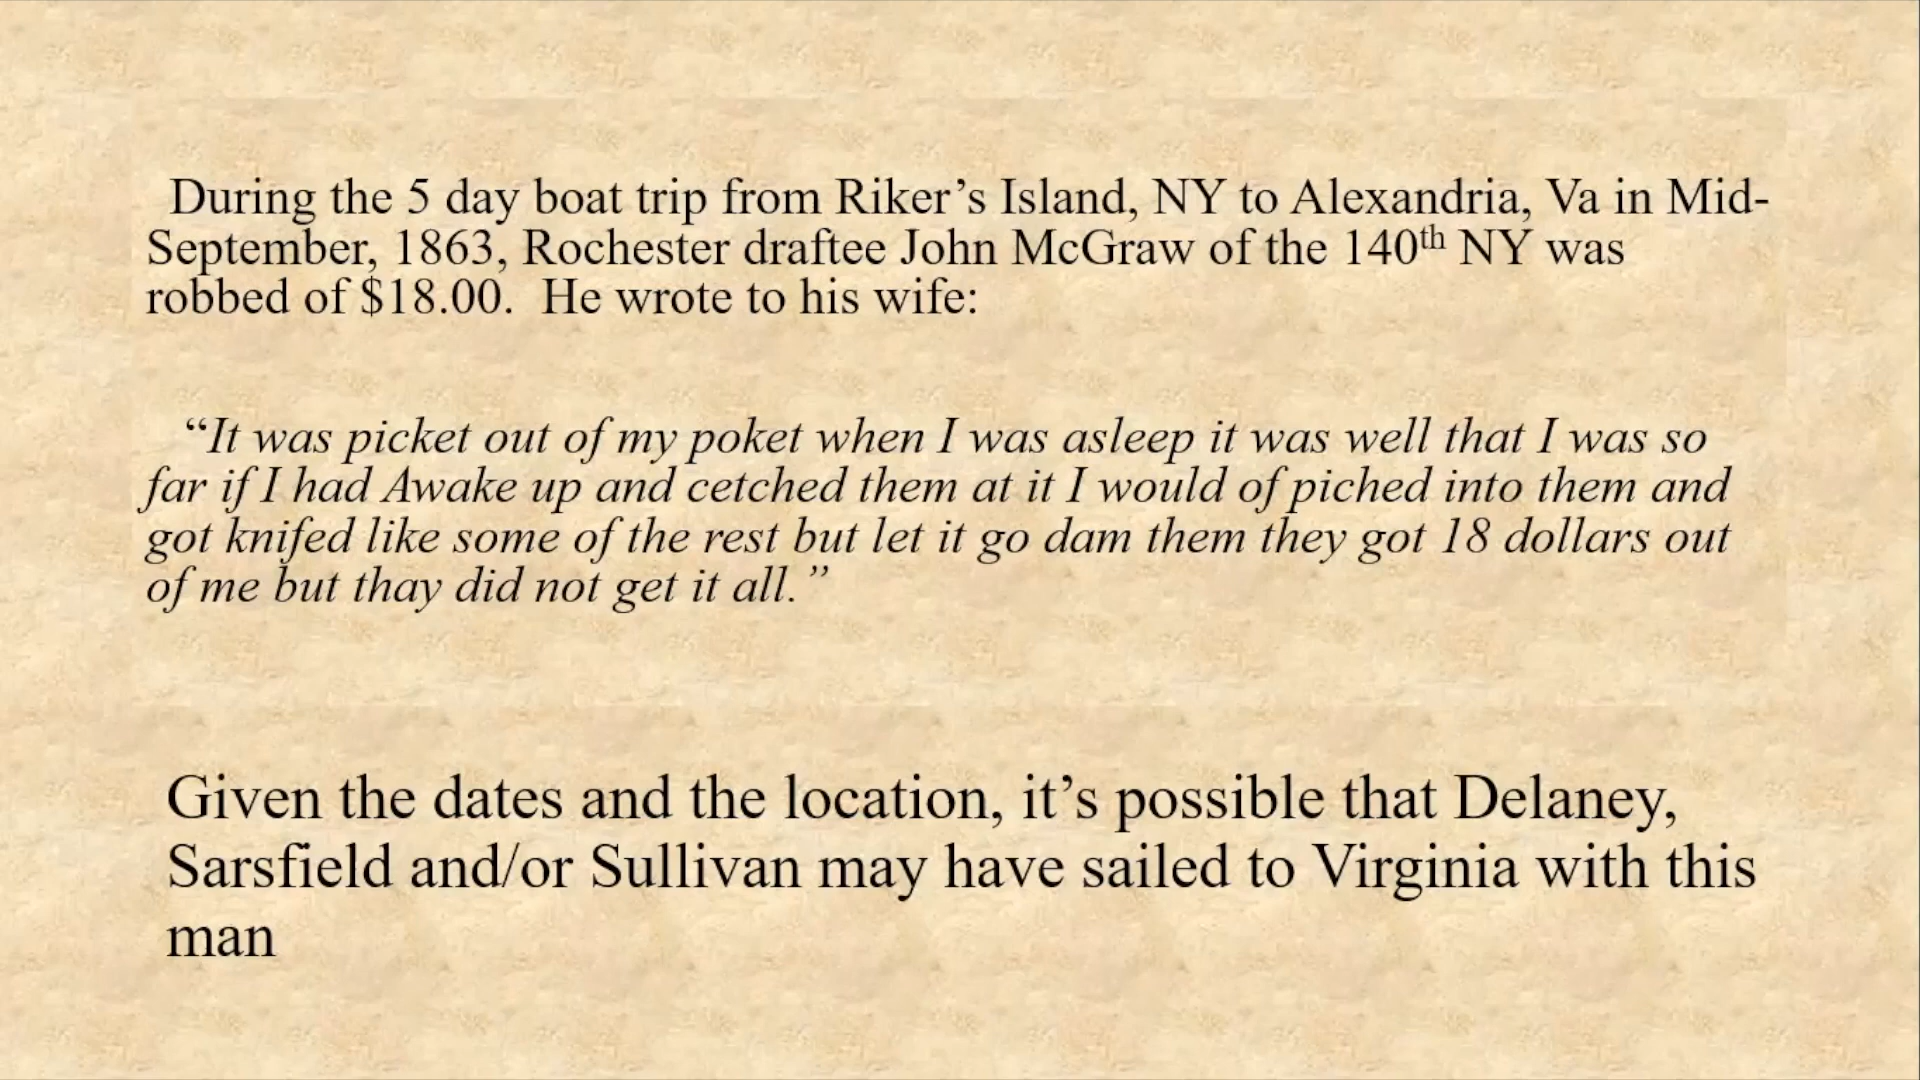 During the 5 day boat trip from Riker’s Island, NY to Alexandria, Va in Mid-
September, 1863, Rochester draftee John McGraw of the 140th NY was
robbed of $18.00.  He wrote to his wife:
“It was picket out of my poket when I was asleep it was well that I was so
far if I had Awake up and cetched them at it I would of piched into them and
got knifed like some of the rest but let it go dam them they got 18 dollars out
of me but thay did not get it all.”
Given the dates and the location, it’s possible that Delaney,
Sarsfield and/or Sullivan may have sailed to Virginia with this
man